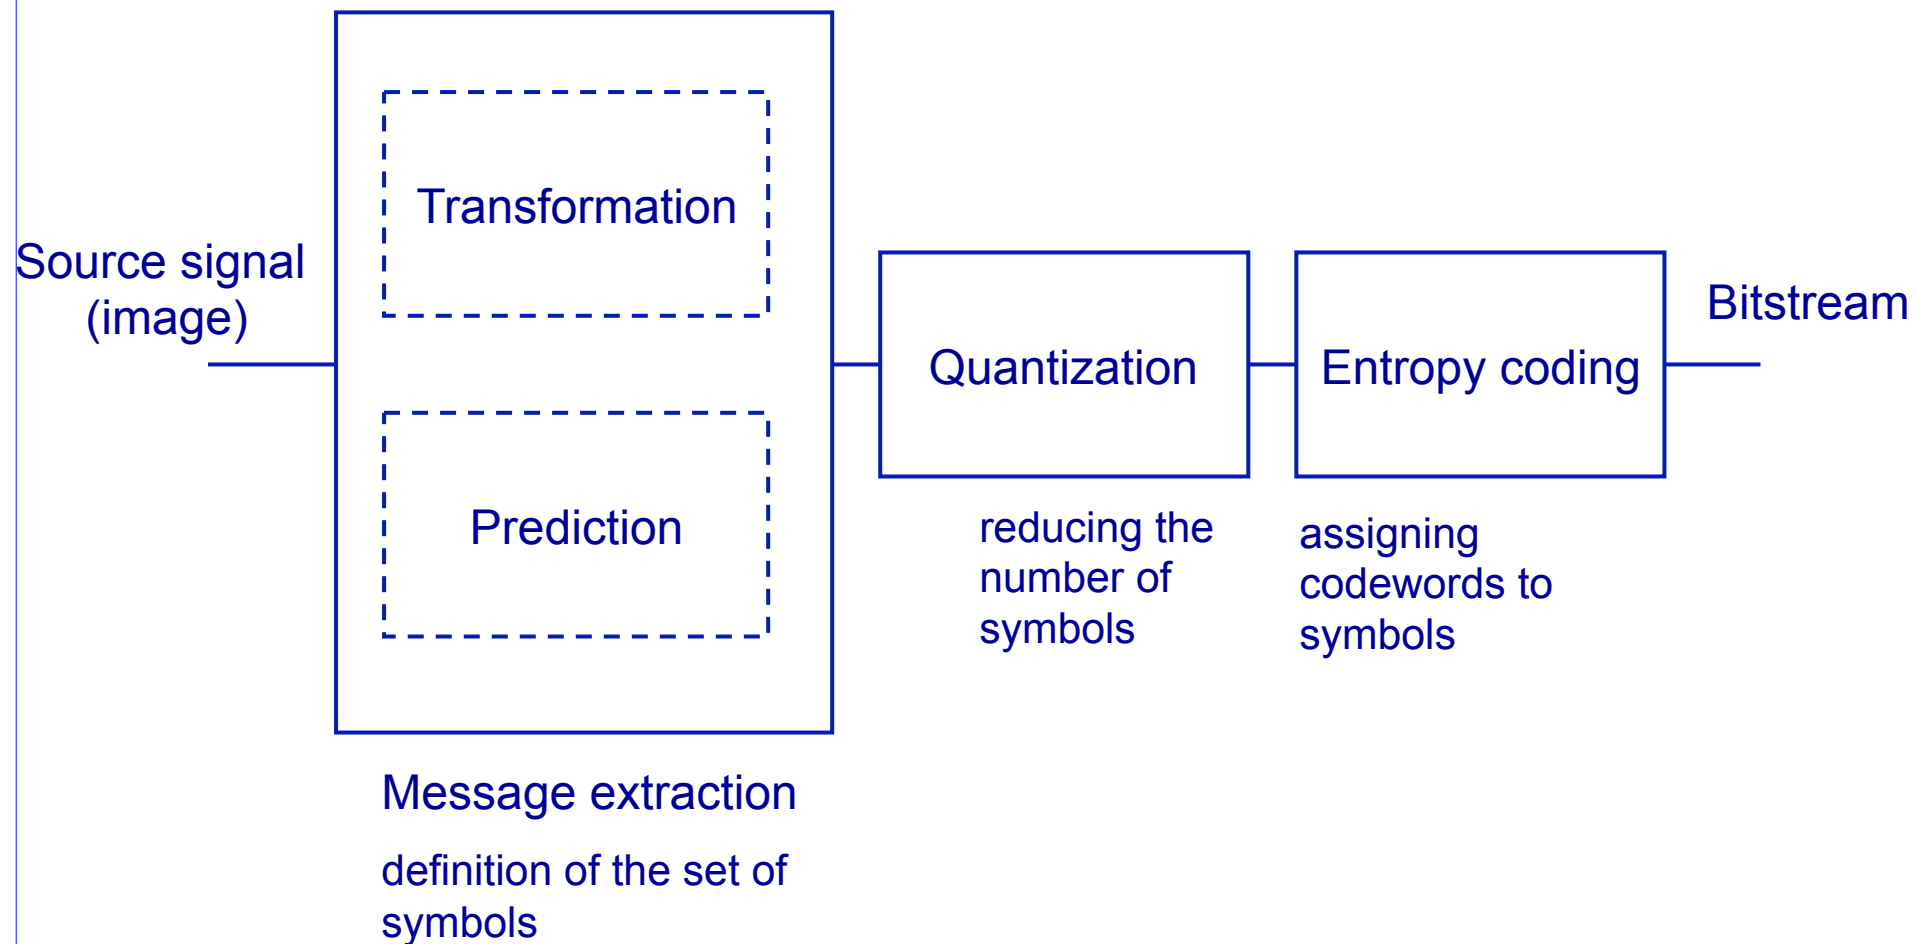 Source signal
(image)
Transformation
Prediction
Message extraction
definition of the set of
symbols
Quantization
reducing the
number of
symbols
Entropy coding
assigning
codewords to
symbols
Bitstream